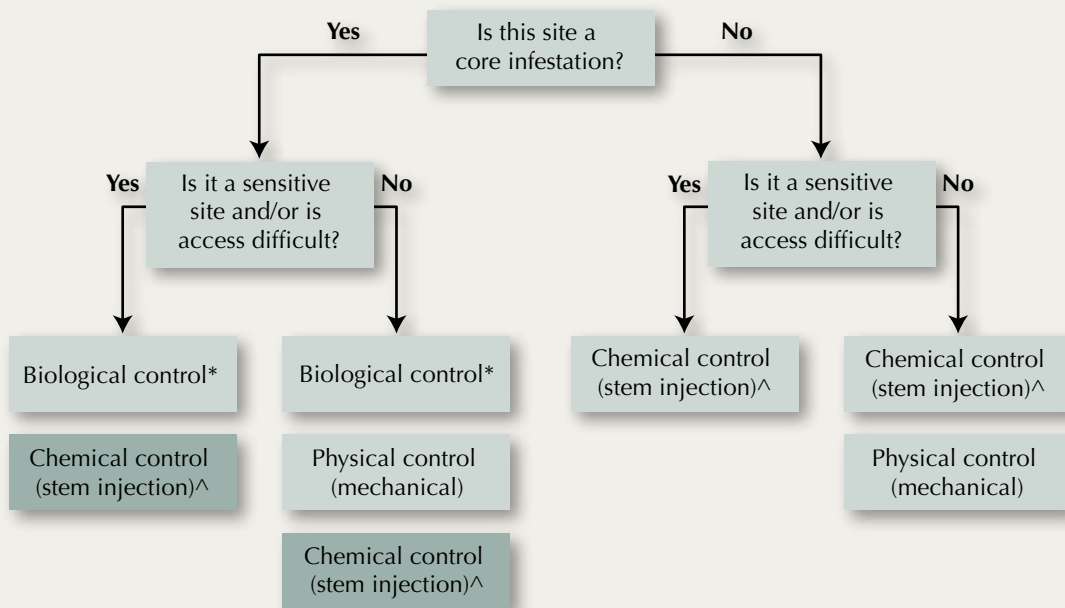 Is this site a
core infestation?
Yes
No
Is it a sensitive
site and/or is
access difficult?
Yes
No
Biological control*
Chemical control
(stem injection)^
Biological control*
Physical control
(mechanical)
Chemical control
(stem injection)^
Is it a sensitive
site and/or is
access difficult?
Yes
No
Chemical control
(stem injection)^
Chemical control
(stem injection)^
Physical control
(mechanical)